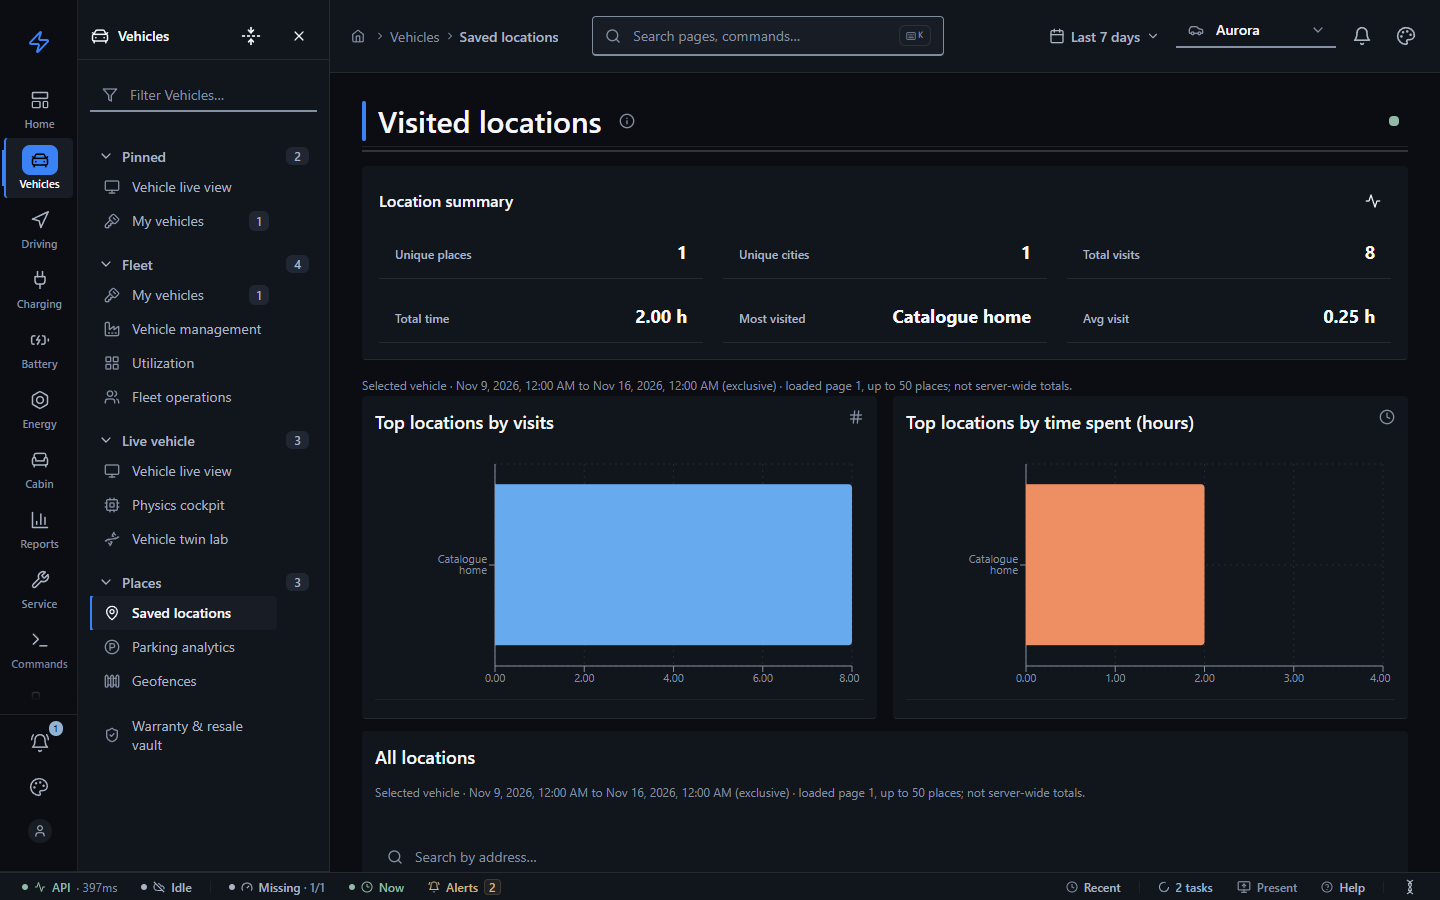 Vehicles
Vehicles
Saved locations
Search pages, commands...
K
Last 7 days
Aurora
Home
Vehicles
Driving
Charging
Battery
Energy
Cabin
Reports
Service
Commands
1
Filter Vehicles...
Pinned
2
Vehicle live view
My vehicles
1
Fleet
4
My vehicles
1
Vehicle management
Utilization
Fleet operations
Live vehicle
3
Vehicle live view
Physics cockpit
Vehicle twin lab
Places
3
Saved locations
Parking analytics
Geofences
Warranty & resale
vault
Visited locations
Location summary
Unique places
1
Unique cities
1
Total visits
8
Total time
2.00 h
Most visited
Catalogue home
Avg visit
0.25 h
Selected vehicle · Nov 9, 2026, 12:00 AM to Nov 16, 2026, 12:00 AM (exclusive) · loaded page 1, up to 50 places; not server-wide totals.
Top locations by visits
Catalogue
home
0.00
2.00
4.00
6.00
8.00
Top locations by time spent (hours)
Catalogue
home
0.00
1.00
2.00
3.00
4.00
All locations
Selected vehicle · Nov 9, 2026, 12:00 AM to Nov 16, 2026, 12:00 AM (exclusive) · loaded page 1, up to 50 places; not server-wide totals.
Search by address...
API · 397ms
Idle
Missing · 1/1
Now
Alerts
2
Recent
2 tasks
Present
Help